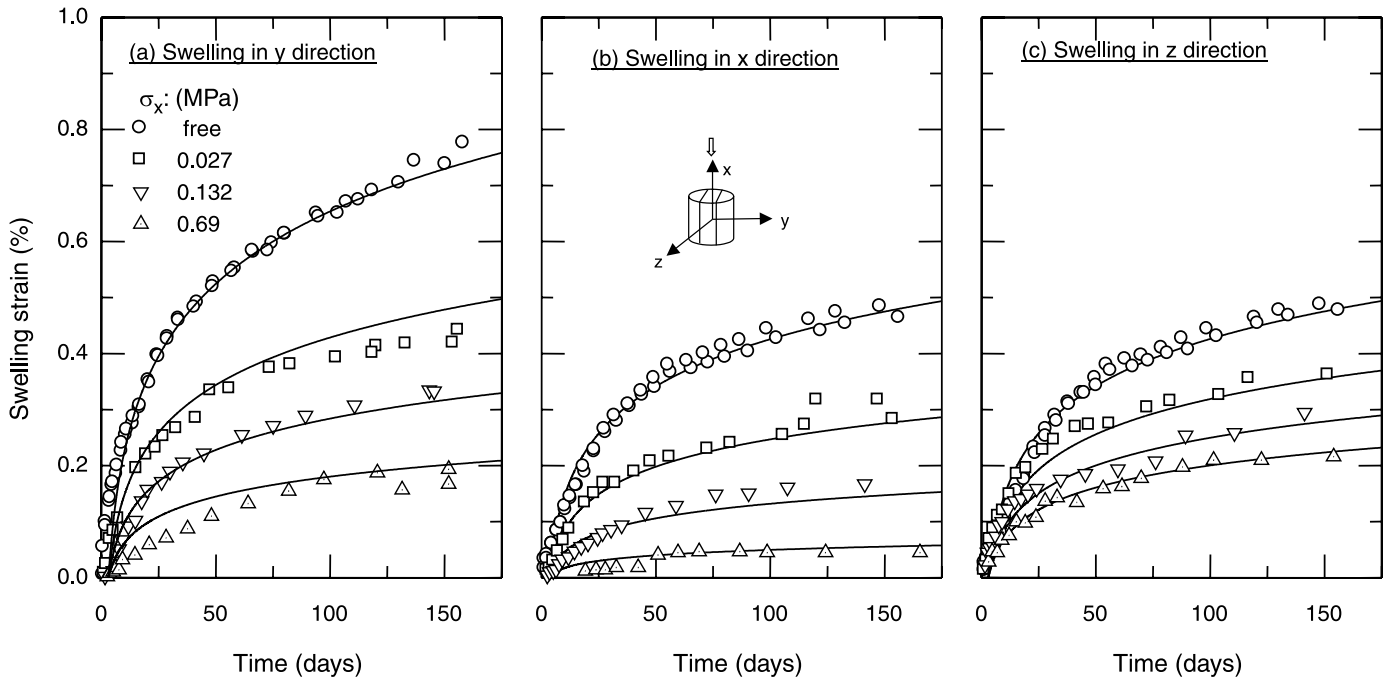 (a) Swelling in y direction
(b) Swelling in x direction
(c) Swelling in z direction
σx: (MPa)
free
0.027
0.132
0.69
x
y
z
1.0
0.8
0.6
0.4
0.2
0.0
Swelling strain (%)
0 50 100 150
0 50 100 150
0 50 100 150
Time (days)
Time (days)
Time (days)